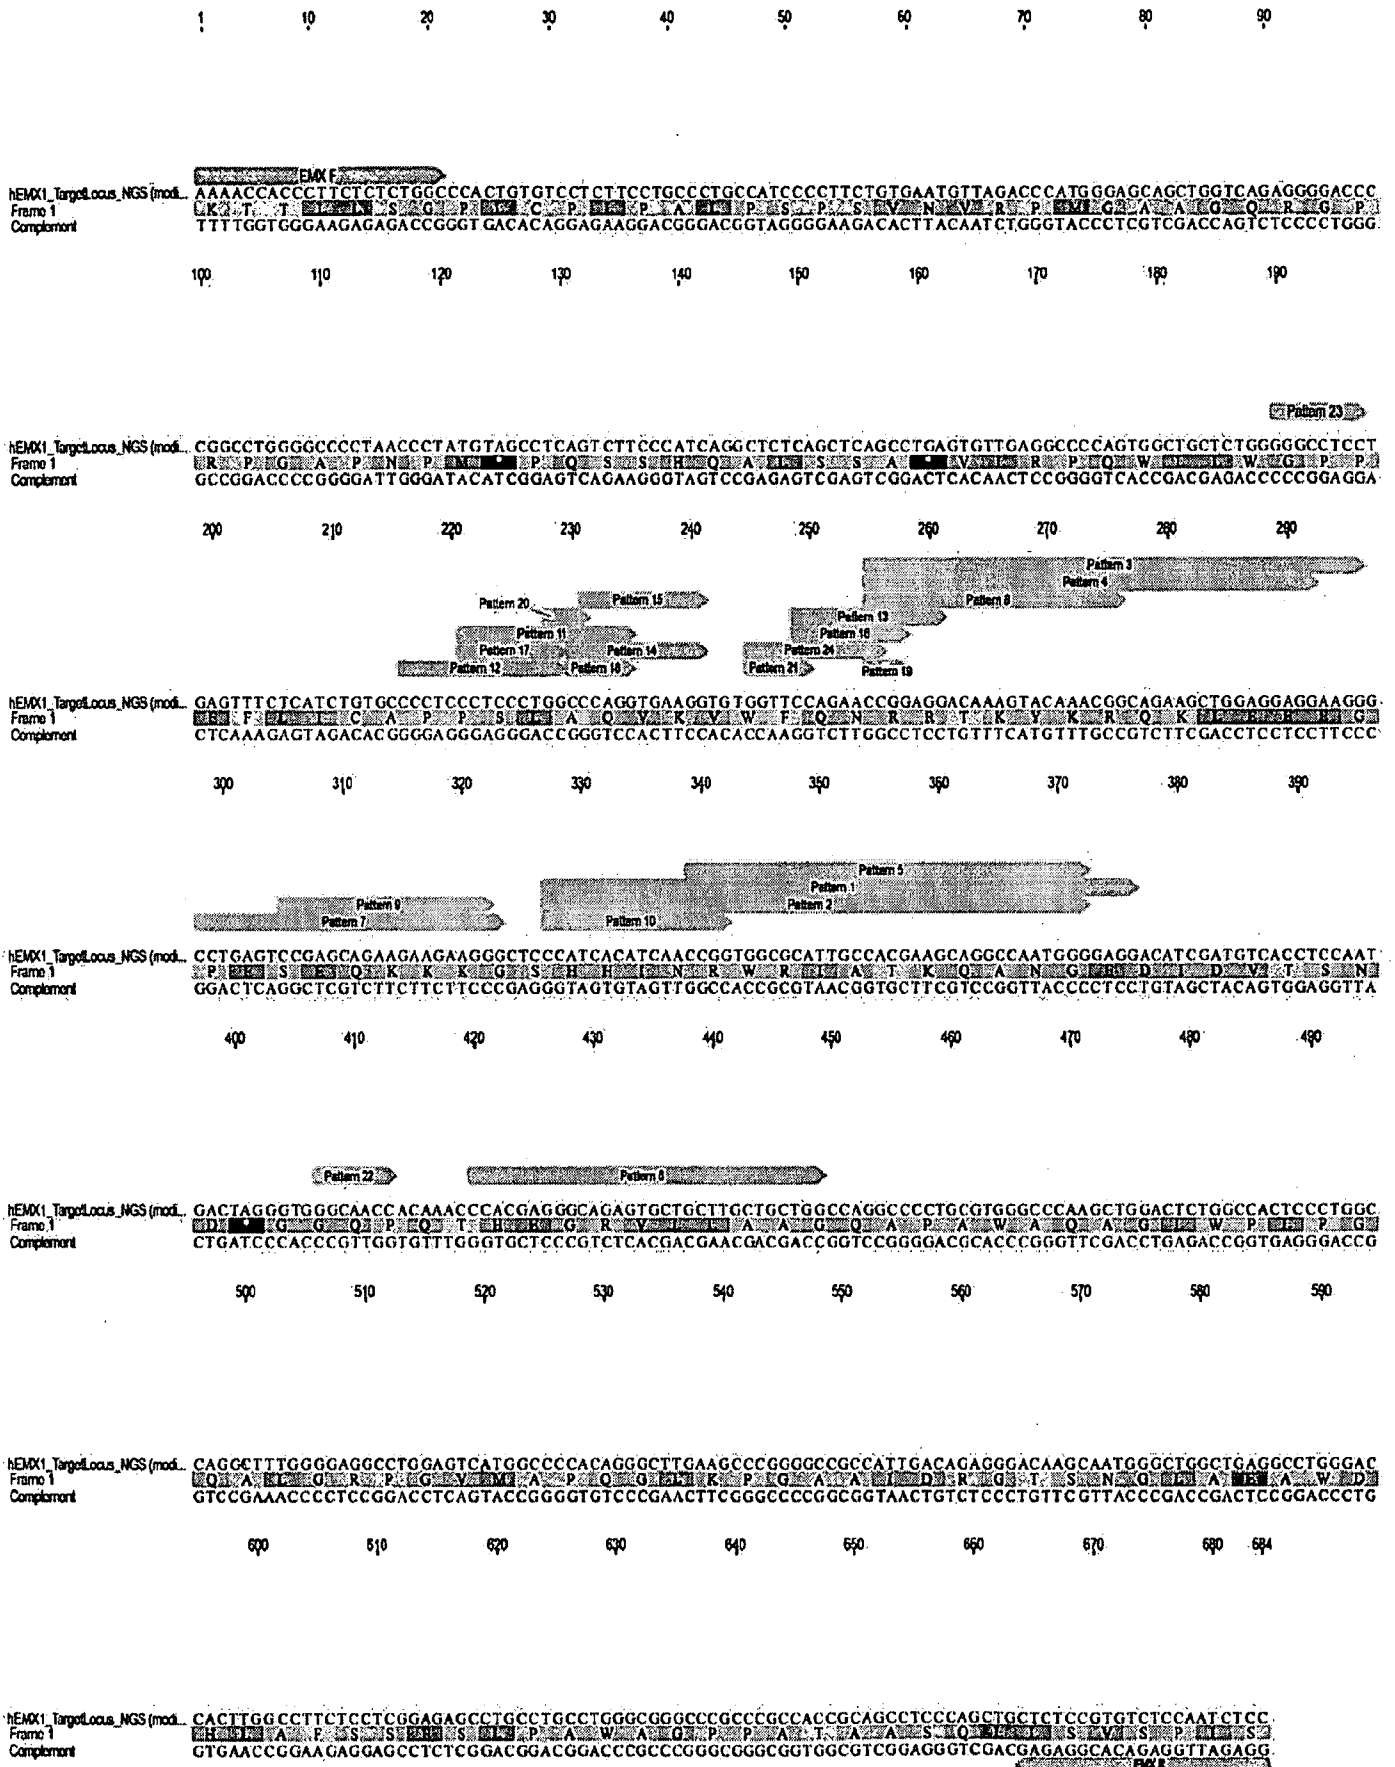 1 10 20 30 40 50 60 70 80 90
EMX F
hEMX1_TargetLocus_NGS (modi... AAAACCACCCTTCTCTCTGGCCCACTGTGTCCTCTTCCTGCCCTGCCATCCCCTTCTGTGAATGTTAGACCCATGGGAGCAGCTGGTCAGAGGGGACCC
Frame 1 K T T L L S G P L C P L P A L P S P S V N V R P M G A A G Q R G P
Complement TTTTGGTGGGAAGAGAGACCGGGTGACACAGGAGAAGGACGGGACGGTAGGGGAAGACACTTACAATCTGGGTACCCTCGTCGACCAGTCTCCCCTGGG
100 110 120 130 140 150 160 170 180 190
Pattern 23
hEMX1_TargetLocus_NGS (modi... CGGCCTGGGGCCCCTAACCCTATGTAGCCTCAGTCTTCCCATCAGGCTCTCAGCTCAGCCTGAGTGTTGAGGCCCCAGTGGCTGCTCTGGGGGCCTCCT
Frame 1 R P G A P N P M * P Q S S H Q A L S S A * V L R P Q W L L W G P P
Complement GCCGGACCCCGGGGATTGGGATACATCGGAGTCAGAAGGGTAGTCCGAGAGTCGAGTCGGACTCACAACTCCGGGGTCACCGACGAGACCCCCGGAGGA
200 210 220 230 240 250 260 270 280 290
Pattern 3
Pattern 4
Pattern 20 Pattern 15 Pattern 8
Pattern 13
Pattern 11 Pattern 16
Pattern 17 Pattern 14 Pattern 24
Pattern 12 Pattern 18 Pattern 21 Pattern 19
hEMX1_TargetLocus_NGS (modi... GAGTTTCTCATCTGTGCCCCTCCCTCCCTGGCCCAGGTGAAGGTGTGGTTCCAGAACCGGAGGACAAAGTACAAACGGCAGAAGCTGGAGGAGGAAGGG
Frame 1 E F L I C A P P S L A Q V K V W F Q N R R T K Y K R Q K L E E E G
Complement CTCAAAGAGTAGACACGGGGAGGGAGGGACCGGGTCCACTTCCACACCAAGGTCTTGGCCTCCTGTTTCATGTTTGCCGTCTTCGACCTCCTCCTTCCC
300 310 320 330 340 350 360 370 380 390
Pattern 5
Pattern 1
Pattern 9 Pattern 2
Pattern 7 Pattern 10
hEMX1_TargetLocus_NGS (modi... CCTGAGTCCGAGCAGAAGAAGAAGGGCTCCCATCACATCAACCGGTGGCGCATTGCCACGAAGCAGGCCAATGGGGAGGACATCGATGTCACCTCCAAT
Frame 1 P E S E Q K K K G S H H I N R W R I A T K Q A N G E D I D V T S N
Complement GGACTCAGGCTCGTCTTCTTCTTCCCGAGGGTAGTGTAGTTGGCCACCGCGTAACGGTGCTTCGTCCGGTTACCCCTCCTGTAGCTACAGTGGAGGTTA
400 410 420 430 440 450 460 470 480 490
Pattern 22 Pattern 6
hEMX1_TargetLocus_NGS (modi... GACTAGGGTGGGCAACCACAAACCCACGAGGGCAGAGTGCTGCTTGCTGCTGGCCAGGCCCCTGCGTGGGCCCAAGCTGGACTCTGGCCACTCCCTGGC
Frame 1 D * G G Q P Q T H E G R V L L A A G Q A P A W A Q A G L W P L P G
Complement CTGATCCCACCCGTTGGTGTTTGGGTGCTCCCGTCTCACGACGAACGACGACCGGTCCGGGGACGCACCCGGGTTCGACCTGAGACCGGTGAGGGACCG
500 510 520 530 540 550 560 570 580 590
hEMX1_TargetLocus_NGS (modi... CAGGCTTTGGGGAGGCCTGGAGTCATGGCCCCACAGGGCTTGAAGCCCGGGGCCGCCATTGACAGAGGGACAAGCAATGGGCTGGCTGAGGCCTGGGAC
Frame 1 Q A L G R P G V M A P Q G L K P G A A I D R G T S N G L A E A W D
Complement GTCCGAAACCCCTCCGGACCTCAGTACCGGGGTGTCCCGAACTTCGGGCCCCGGCGGTAACTGTCTCCCTGTTCGTTACCCGACCGACTCCGGACCCTG
600 610 620 630 640 650 660 670 680 684
hEMX1_TargetLocus_NGS (modi... CACTTGGCCTTCTCCTCGGAGAGCCTGCCTGCCTGGGCGGGCCCGCCCGCCACCGCAGCCTCCCAGCTGCTCTCCGTGTCTCCAATCTCC
Frame 1 H L A F S S E S L P A W A G P P A T A A S Q L L S V S P I S
Complement GTGAACCGGAAGAGGAGCCTCTCGGACGGACGGACCCGCCCGGGCGGGCGGTGGCGTCGGAGGGTCGACGAGAGGCACAGAGGTTAGAGG
EMX R